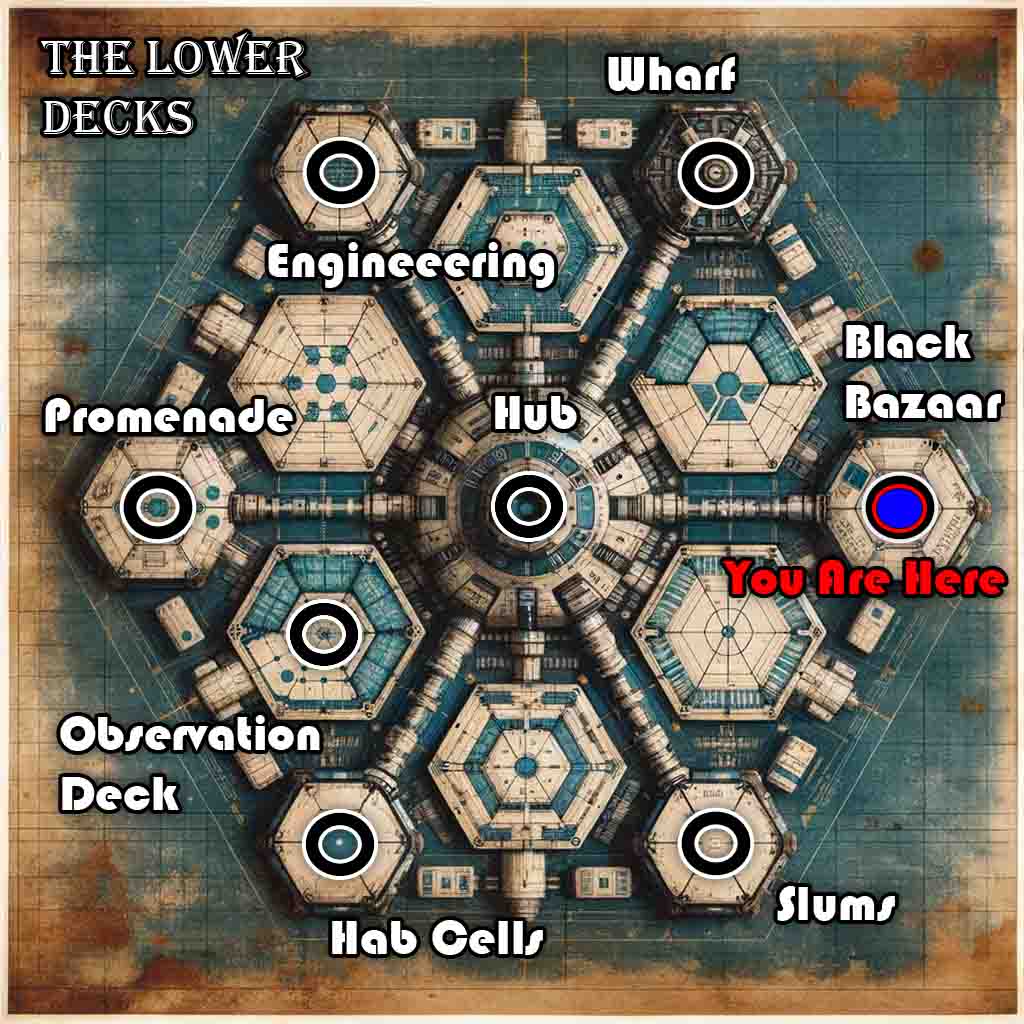 THE LOWER
DECKS
Wharf
Engineeering
Black
Bazaar
Promenade
Hub
You Are Here
Observation
Deck
Slums
Hab Cells